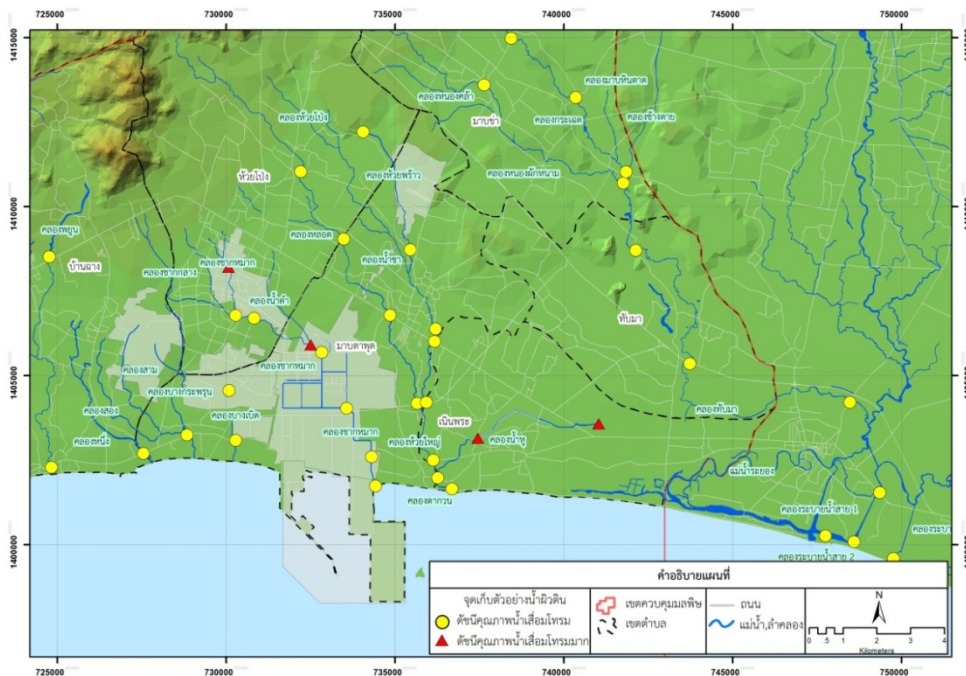 725000 730000 735000 740000 745000 750000
1415000
คลองมาบหินดาด
คลองหนองคล้า
คลองห้วยโป่ง
มาบข่า
คลองกระเฉด
คลองช้างตาย
ห้วยโป่ง
คลองห้วยพร้าว
คลองหนองผักหนาม
1410000
คลองพยูน
คลองหลอด
บ้านฉาง
คลองชากกลาง
คลองชากหมาก
คลองน้ำชา
คลองน้ำดำ
ทับมา
มาบตาพุด
1405000
คลองสาม
คลองชากหมาก
คลองบางกระพรุน
คลองทับมา
คลองสอง
คลองบางเบิด
คลองชากหมาก
เนินพระ
คลองหนึ่ง
คลองห้วยใหญ่
คลองน้ำหู
แม่น้ำระยอง
คลองตากวน
คลองระบายน้ำสาย 1
คลองระบายน้ำสาย 2
1400000
คำอธิบายแผนที่
จุดเก็บตัวอย่างน้ำผิวดิน
ดัชนีคุณภาพน้ำเสื่อมโทรม
ดัชนีคุณภาพน้ำเสื่อมโทรมมาก
เขตควบคุมมลพิษ
เขตตำบล
ถนน
แม่น้ำ,ลำคลอง
N
0 .5 1 2 3 4
Kilometers
725000 730000 735000 740000 745000 750000